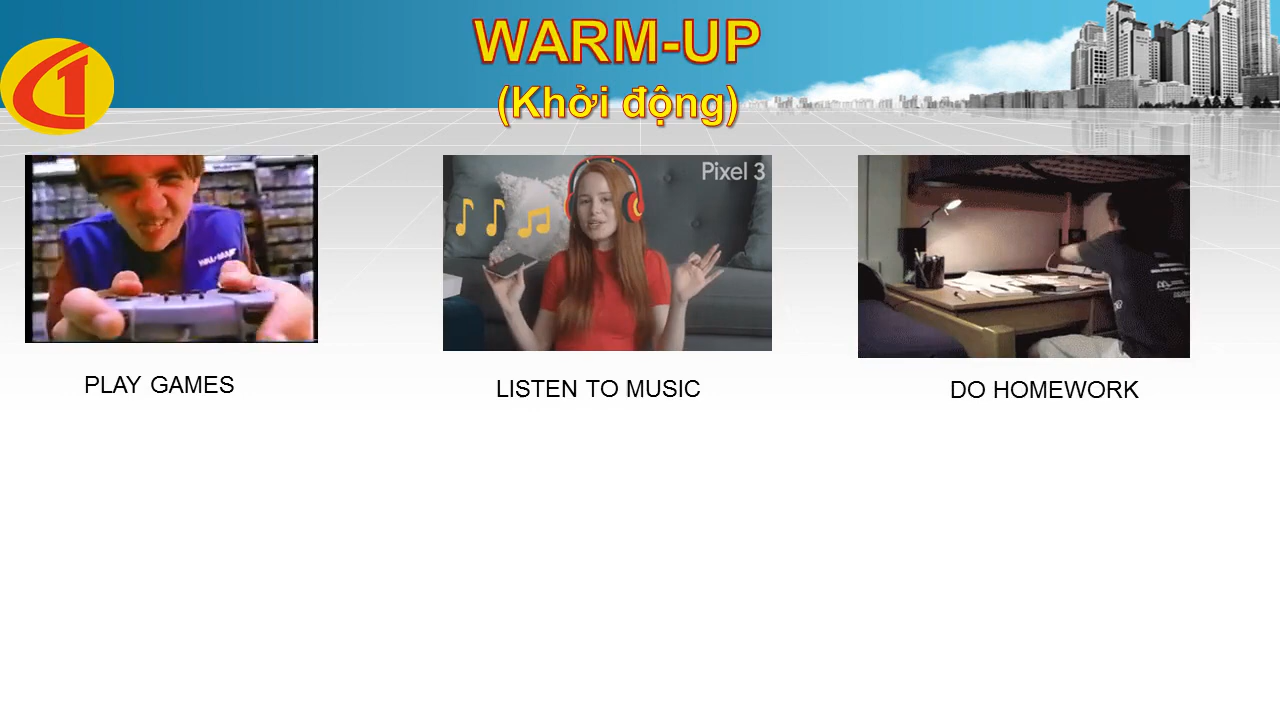 WARM-UP
(Khởi động)
Pixel 3
PLAY GAMES
LISTEN TO MUSIC
DO HOMEWORK